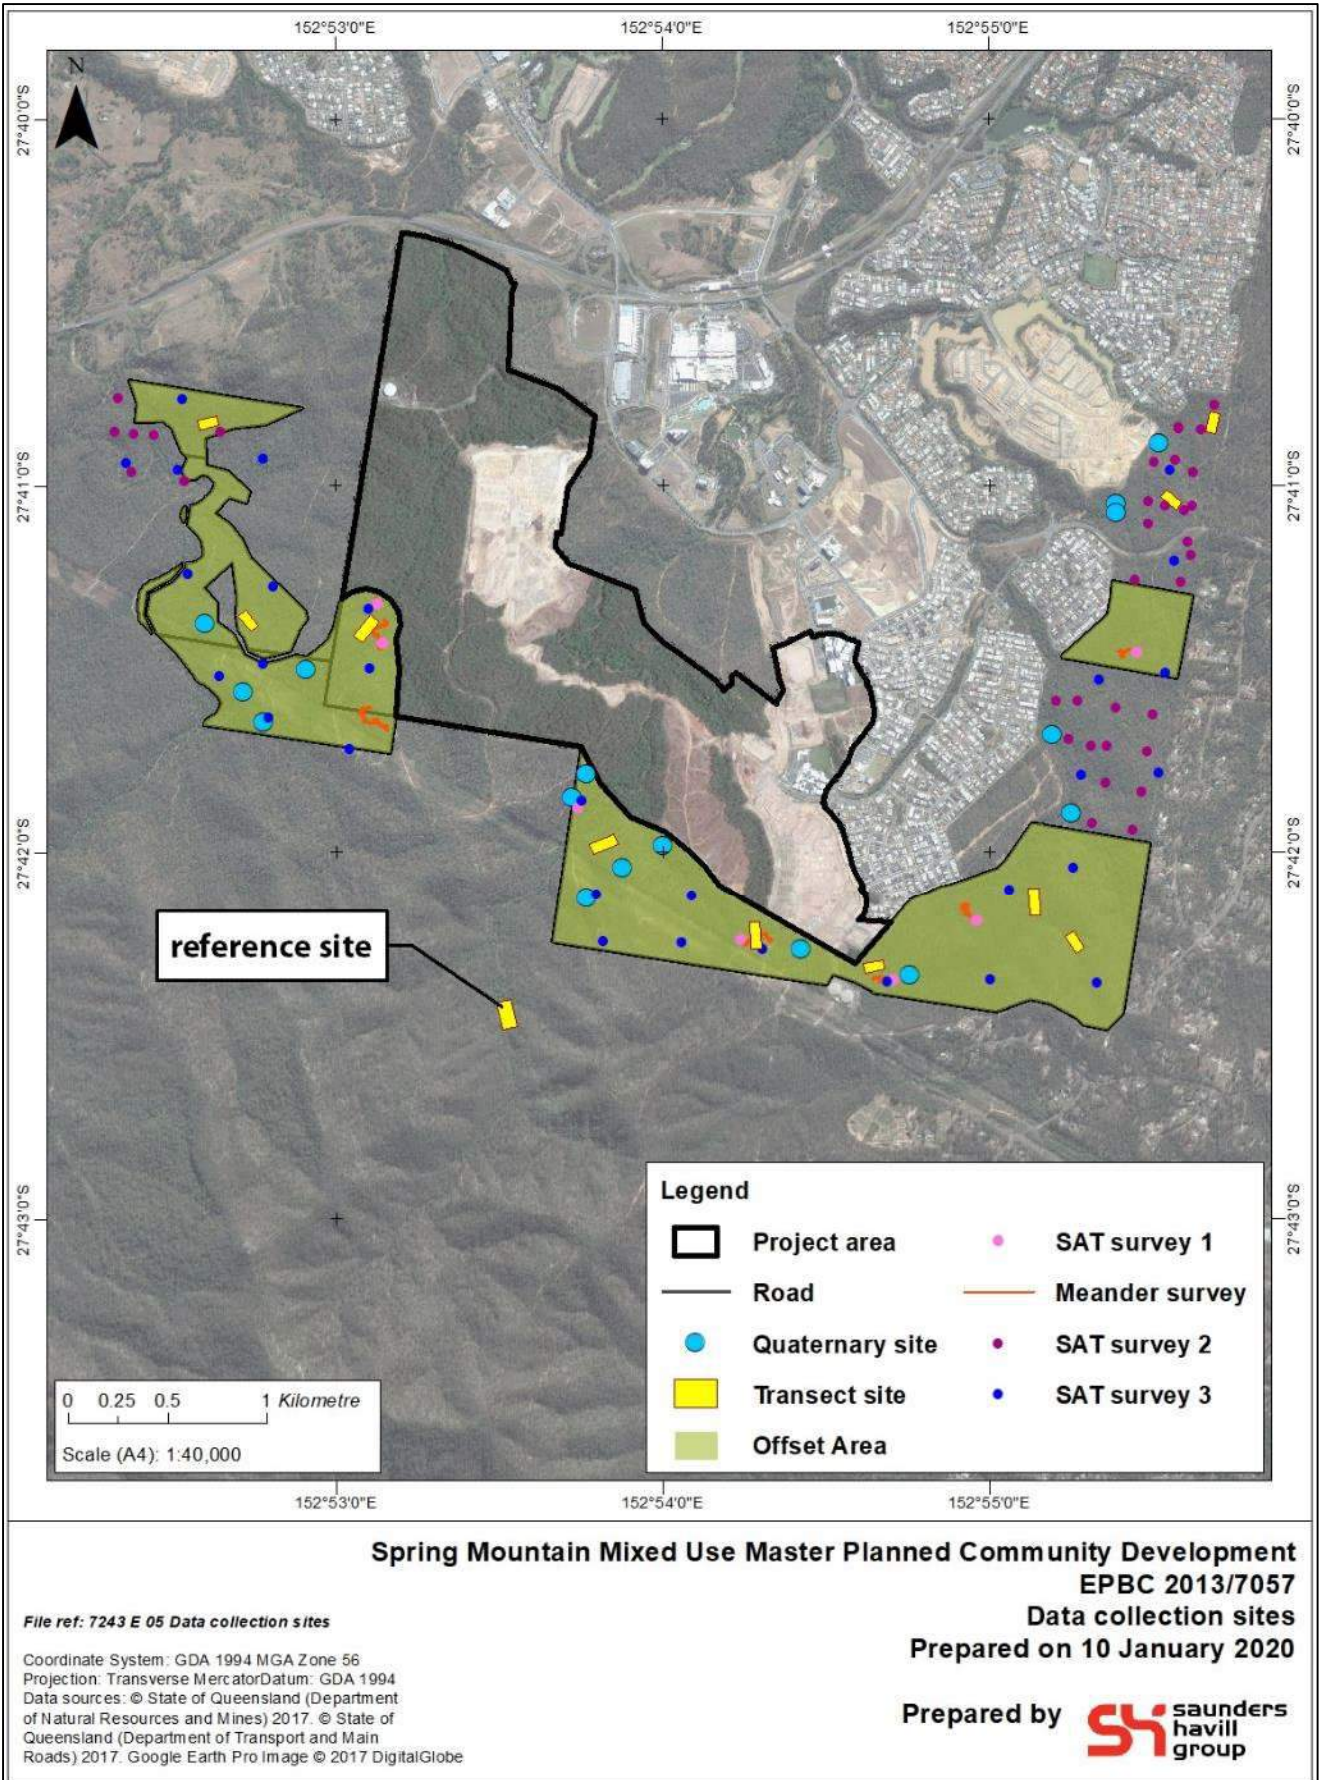 152°53'0"E
152°54'0"E
152°55'0"E
N
27°40'0"S
27°40'0"S
27°41'0"S
27°41'0"S
27°42'0"S
27°42'0"S
reference site
27°43'0"S
27°43'0"S
Legend
Project area
SAT survey 1
Road
Meander survey
Quaternary site
SAT survey 2
Transect site
SAT survey 3
Offset Area
0 0.25 0.5 1 Kilometre
Scale (A4): 1:40,000
152°53'0"E
152°54'0"E
152°55'0"E
Spring Mountain Mixed Use Master Planned Community Development
EPBC 2013/7057
Data collection sites
Prepared on 10 January 2020
File ref: 7243 E 05 Data collection sites
Coordinate System: GDA 1994 MGA Zone 56
Projection: Transverse MercatorDatum: GDA 1994
Data sources: © State of Queensland (Department
of Natural Resources and Mines) 2017. © State of
Queensland (Department of Transport and Main
Roads) 2017. Google Earth Pro Image © 2017 DigitalGlobe
Prepared by
saunders
havill
group